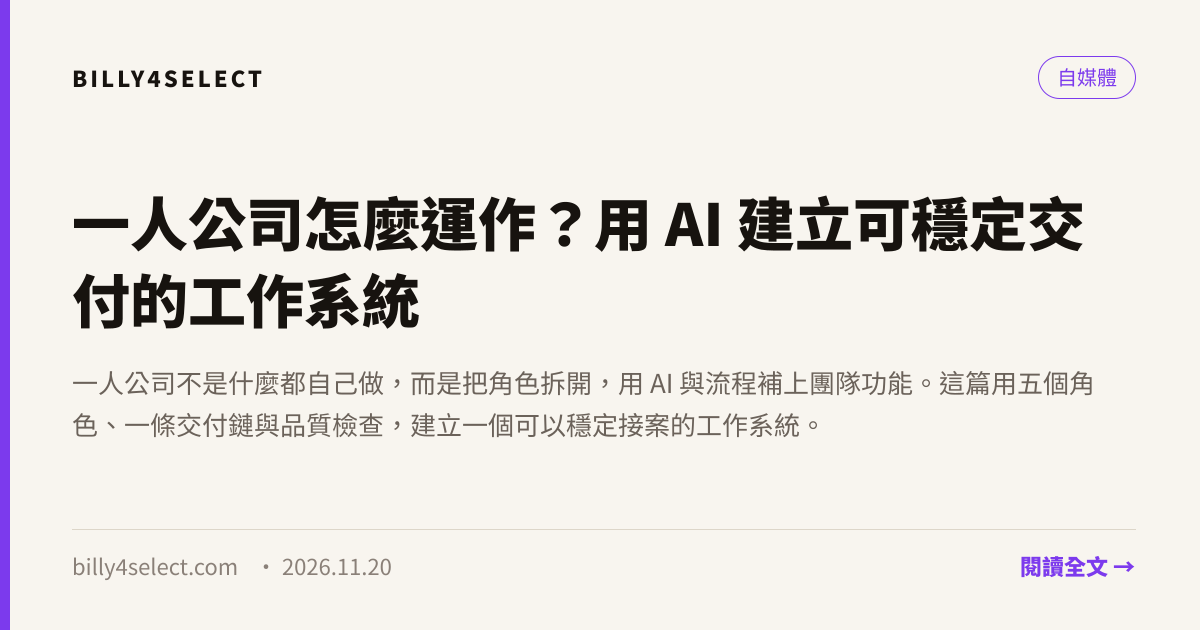 BILLY4SELECT
自媒體
一人公司怎麼運作？用 AI 建立可穩定交
付的工作系統
一人公司不是什麼都自己做，而是把角色拆開，用 AI 與流程補上團隊功能。這篇用五個角
色、一條交付鏈與品質檢查，建立一個可以穩定接案的工作系統。
billy4select.com ・ 2026.11.20
閱讀全文 →